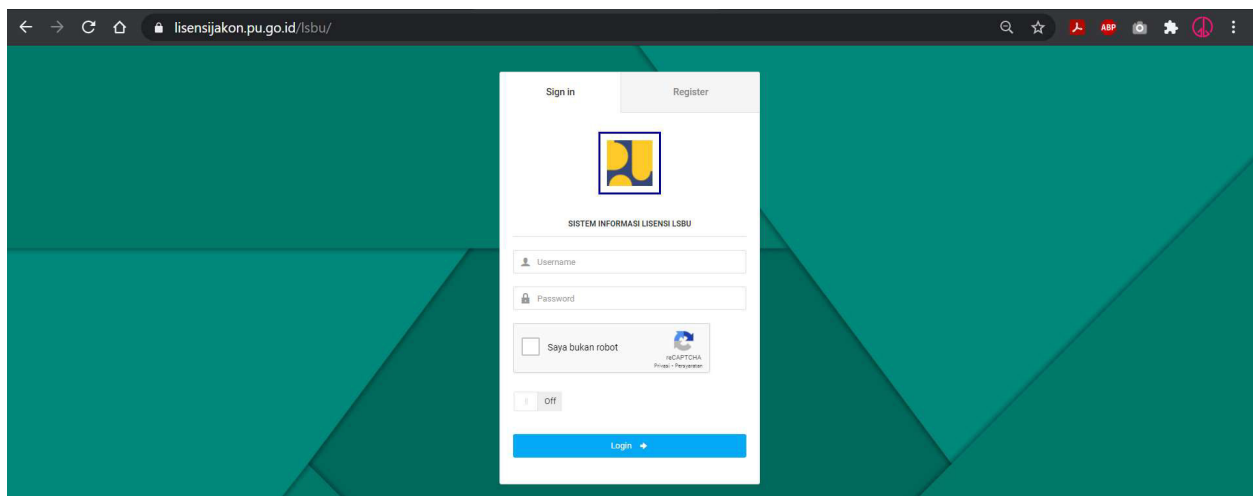 lisensijakon.pu.go.id/lsbu/
ABP
Sign in
Register
SISTEM INFORMASI LISENSI LSBU
Username
Password
Saya bukan robot
reCAPTCHA
Privasi - Persyaratan
Off
Login